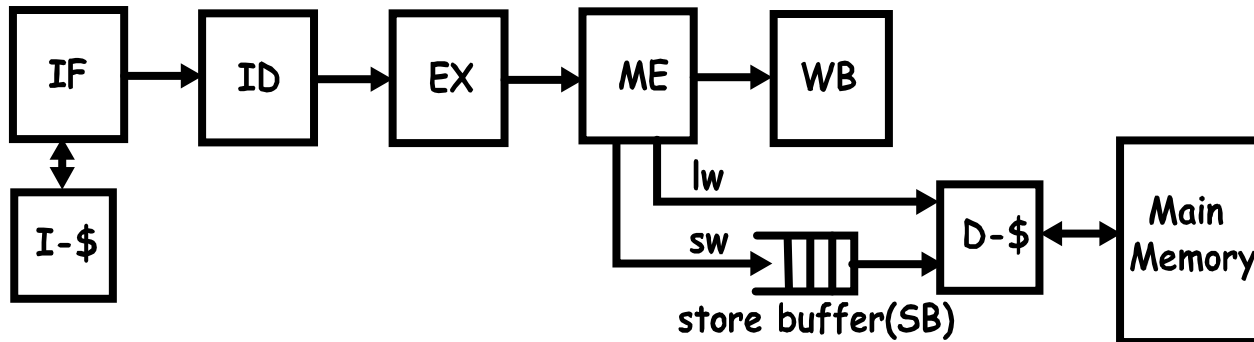 IF
ID
EX
ME
WB
I-$
lw
sw
D-$
Main
Memory
store buffer(SB)